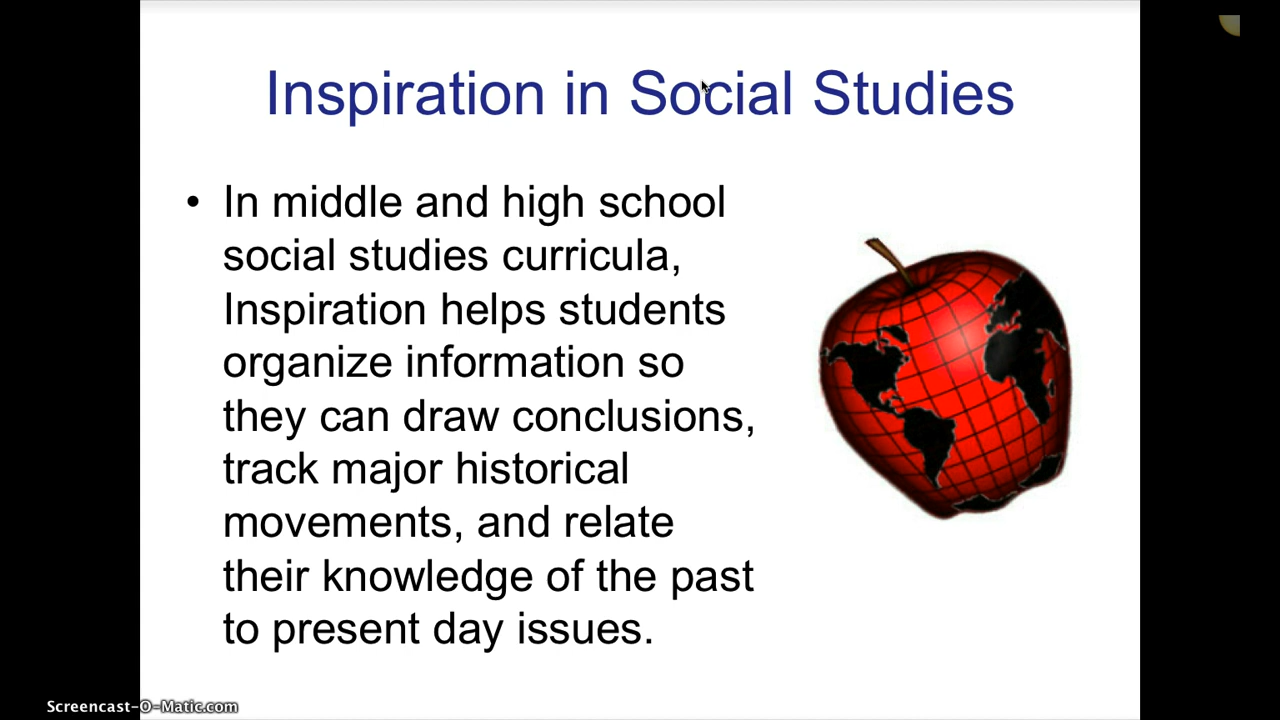 Inspiration in Social Studies
• In middle and high school
social studies curricula,
Inspiration helps students
organize information so
they can draw conclusions,
track major historical
movements, and relate
their knowledge of the past
to present day issues.
Screencast-O-Matic.com